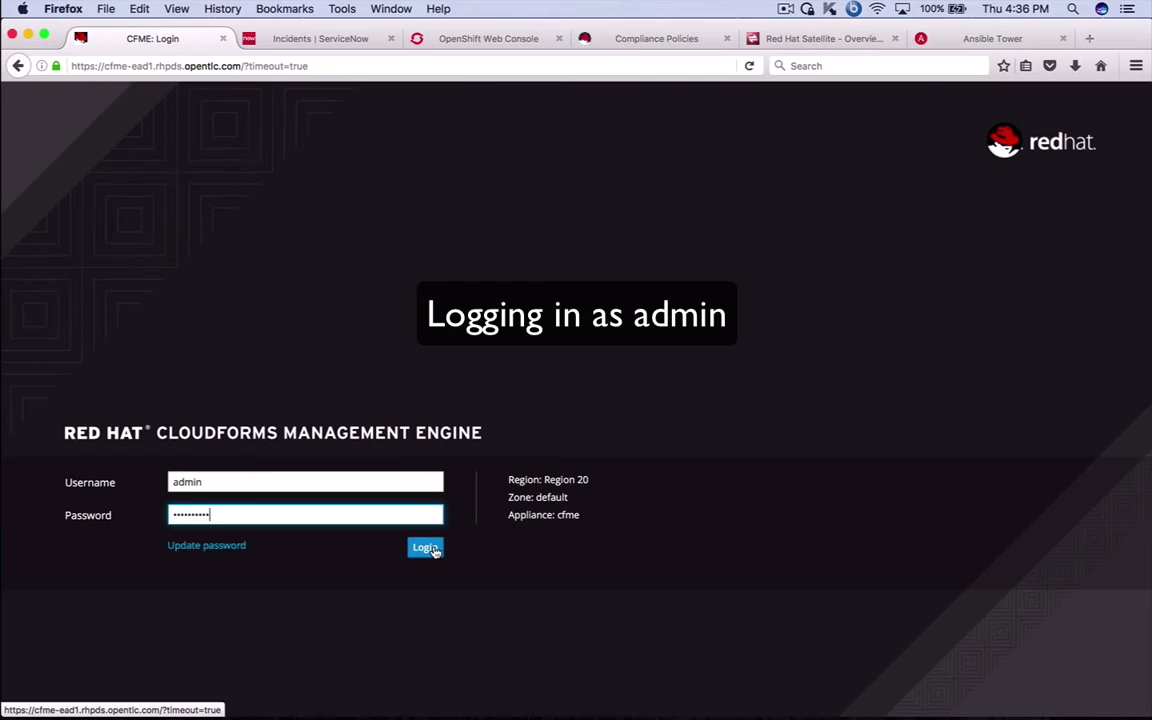 Firefox File Edit View History Bookmarks Tools Window Help 100% Thu 4:36 PM
CFME: Login
Incidents | ServiceNow
OpenShift Web Console
Compliance Policies
Red Hat Satellite - Overvie...
Ansible Tower
https://cfme-ead1.rhpds.opentlc.com/?timeout=true
Search
redhat.
Logging in as admin
RED HAT® CLOUDFORMS MANAGEMENT ENGINE
Username admin
Password ••••••••••
Update password
Login
Region: Region 20
Zone: default
Appliance: cfme
https://cfme-ead1.rhpds.opentlc.com/?timeout=true